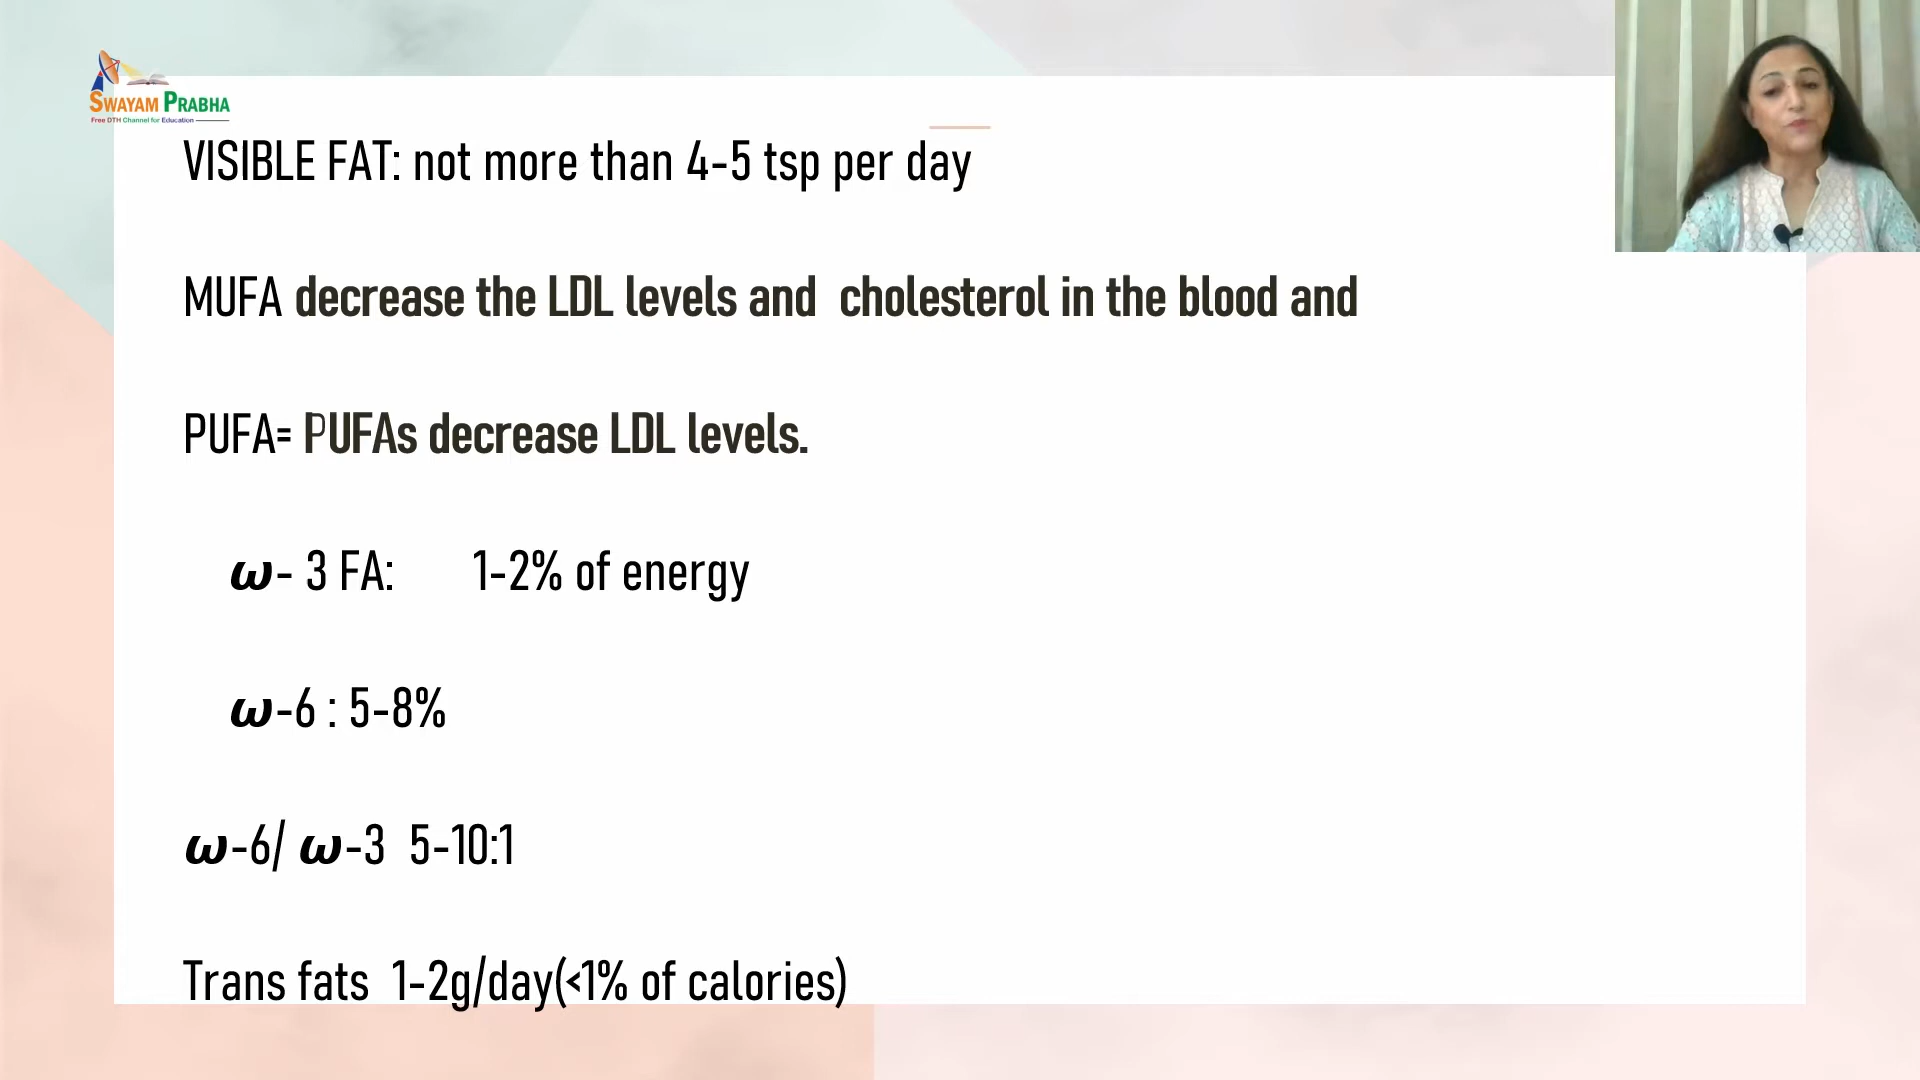 SWAYAM PRABHA
Free DTH Channel for Education
VISIBLE FAT: not more than 4-5 tsp per day
MUFA decrease the LDL levels and cholesterol in the blood and
PUFA= PUFAs decrease LDL levels.
ω- 3 FA: 1-2% of energy
ω-6 : 5-8%
ω-6/ ω-3 5-10:1
Trans fats 1-2g/day(<1% of calories)